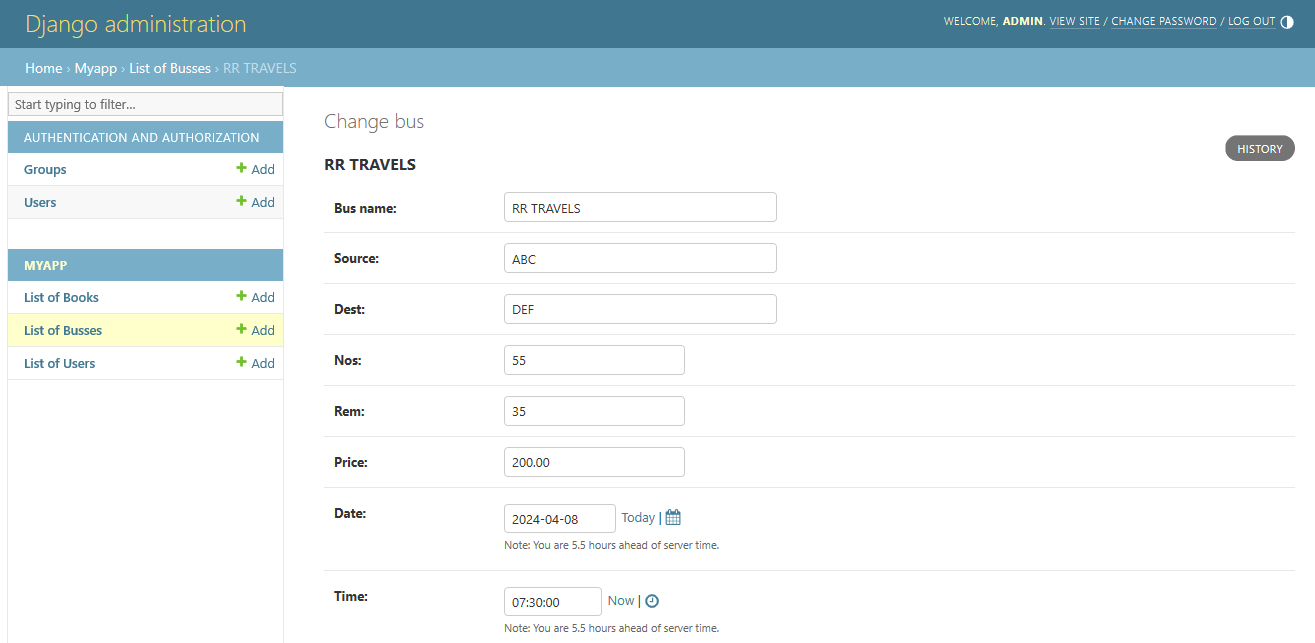 Django administration
WELCOME, ADMIN. VIEW SITE / CHANGE PASSWORD / LOG OUT
Home › Myapp › List of Busses › RR TRAVELS
Start typing to filter...
AUTHENTICATION AND AUTHORIZATION
Groups + Add
Users + Add
MYAPP
List of Books + Add
List of Busses + Add
List of Users + Add
Change bus
HISTORY
RR TRAVELS
Bus name: RR TRAVELS
Source: ABC
Dest: DEF
Nos: 55
Rem: 35
Price: 200.00
Date: 2024-04-08 Today |
Note: You are 5.5 hours ahead of server time.
Time: 07:30:00 Now |
Note: You are 5.5 hours ahead of server time.